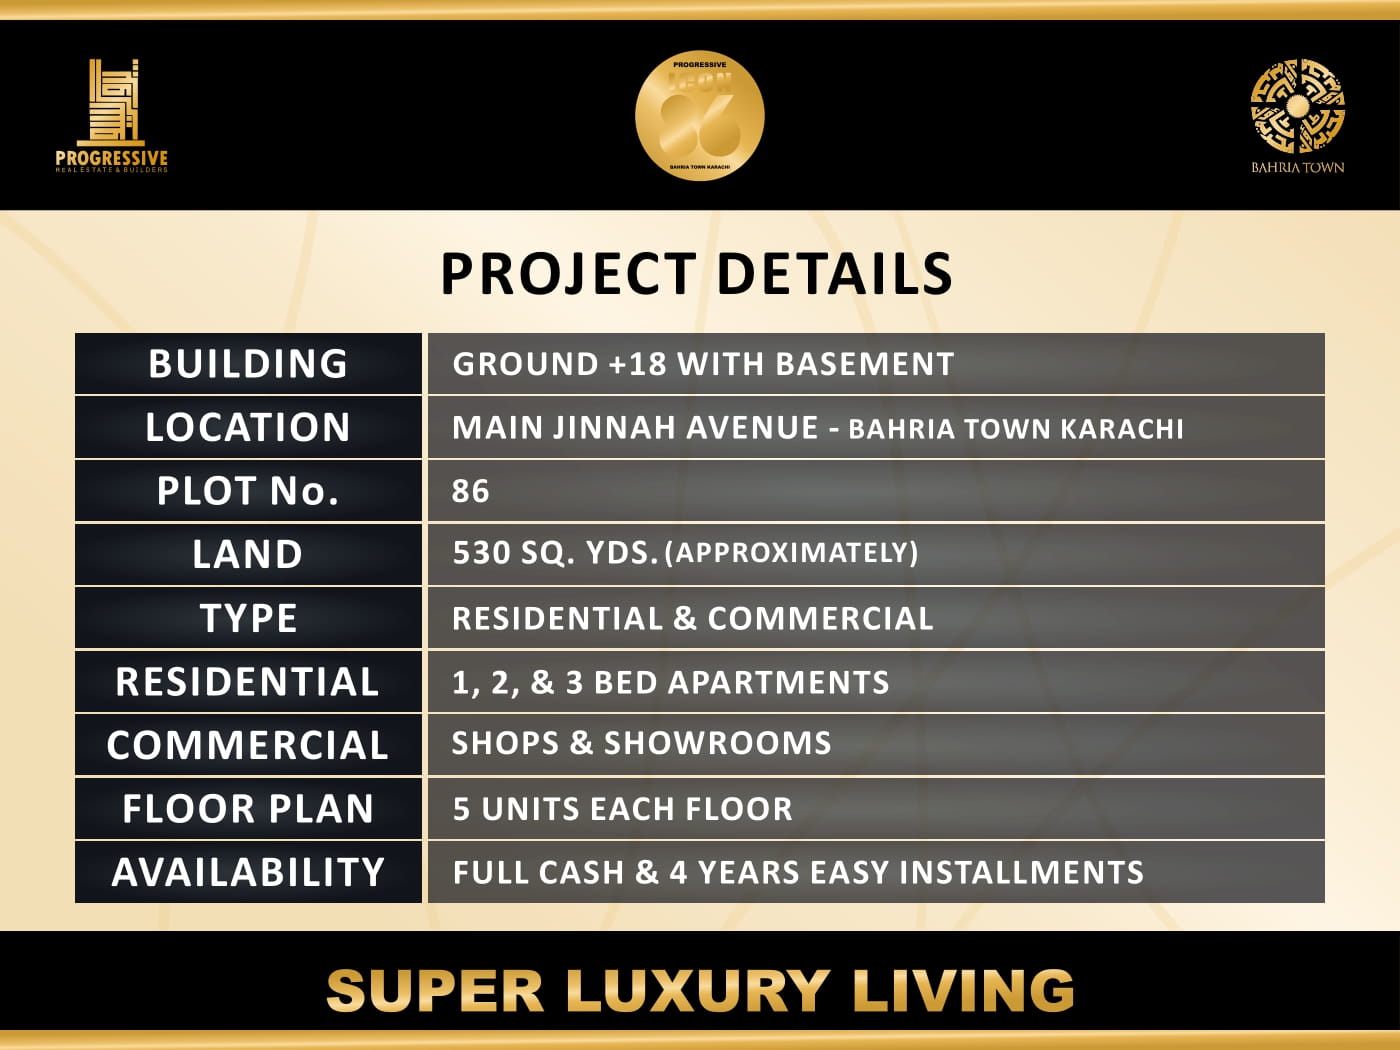 PROGRESSIVE
REAL ESTATE & BUILDERS
PROGRESSIVE
ICON
86
BAHRIA TOWN KARACHI
BAHRIA TOWN
PROJECT DETAILS
BUILDING GROUND +18 WITH BASEMENT
LOCATION MAIN JINNAH AVENUE - BAHRIA TOWN KARACHI
PLOT No. 86
LAND 530 SQ. YDS. (APPROXIMATELY)
TYPE RESIDENTIAL & COMMERCIAL
RESIDENTIAL 1, 2, & 3 BED APARTMENTS
COMMERCIAL SHOPS & SHOWROOMS
FLOOR PLAN 5 UNITS EACH FLOOR
AVAILABILITY FULL CASH & 4 YEARS EASY INSTALLMENTS
SUPER LUXURY LIVING